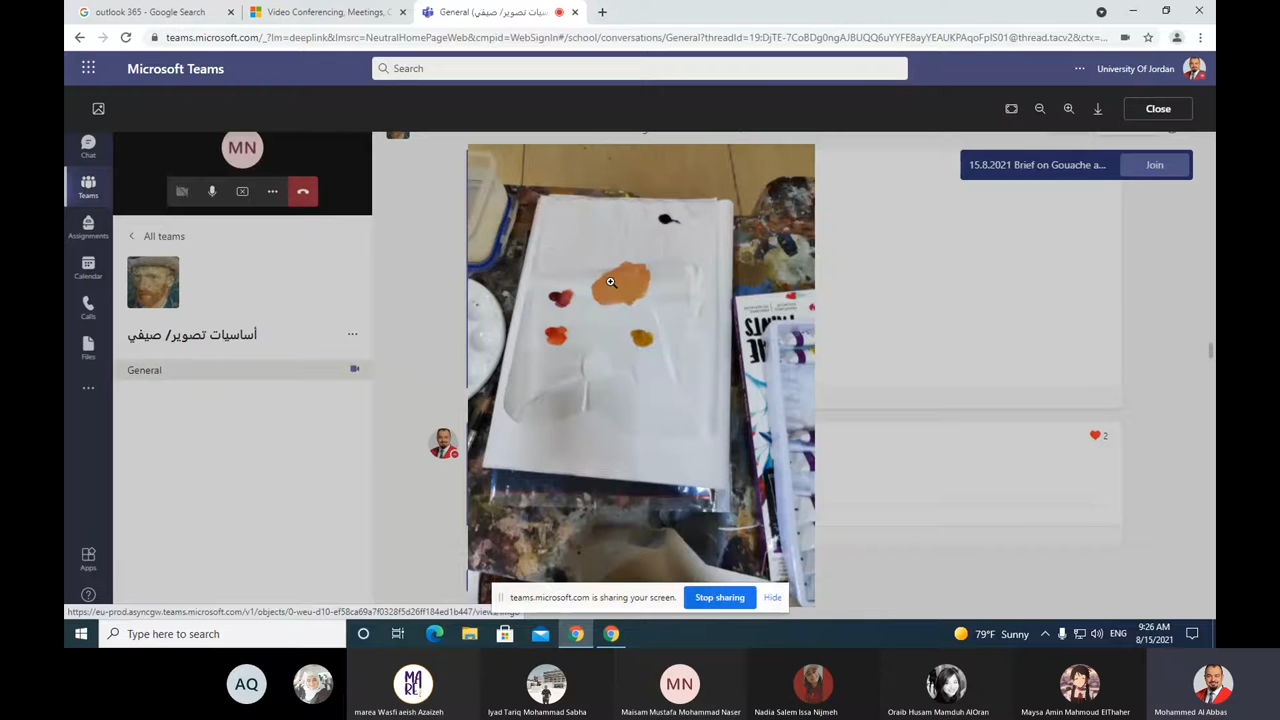 outlook 365 - Google Search
Video Conferencing, Meetings, C
General (أساسيات تصوير/ صيفي
teams.microsoft.com/_?lm=deeplink&lmsrc=NeutralHomePageWeb&cmpid=WebSignIn#/school/conversations/General?threadId=19:DjTE-7CoBDg0ngAJBUQQ6uYYFE8ayYEAUKPAqoFpIS01@thread.tacv2&ctx=...
Microsoft Teams
Search
University Of Jordan
Close
Chat
MN
15.8.2021 Brief on Gouache a...
Join
Teams
Assignments
All teams
Calendar
Calls
أساسيات تصوير/ صيفي
Files
General
2
Apps
teams.microsoft.com is sharing your screen.
Stop sharing
Hide
Type here to search
79°F Sunny
ENG
9:26 AM
8/15/2021
AQ
MN
marea Wasfi aeish Azaizeh
Iyad Tariq Mohammad Sabha
Maisam Mustafa Mohammad Naser
Nadia Salem Issa Nijmeh
Oraib Husam Mamduh AlOran
Maysa Amin Mahmoud ElThaher
Mohammed Al Abbas